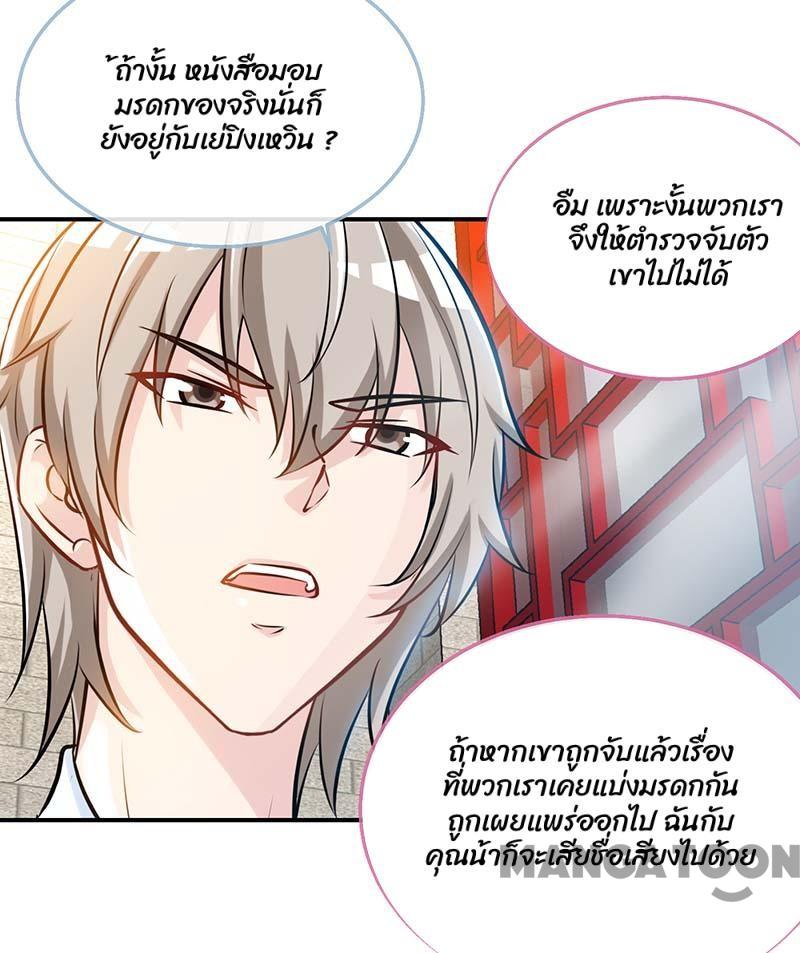 ถ้างั้น หนังสือมอบ
มรดกของจริงนั่นก็
ยังอยู่กับเย่ปิงเหวิน ?
อืม เพราะงั้นพวกเรา
จึงให้ตำรวจจับตัว
เขาไปไม่ได้
ถ้าหากเขาถูกจับแล้วเรื่อง
ที่พวกเราเคยแบ่งมรดกกัน
ถูกเผยแพร่ออกไป ฉันกับ
คุณน้าก็จะเสียชื่อเสียงไปด้วย
MANGATOON